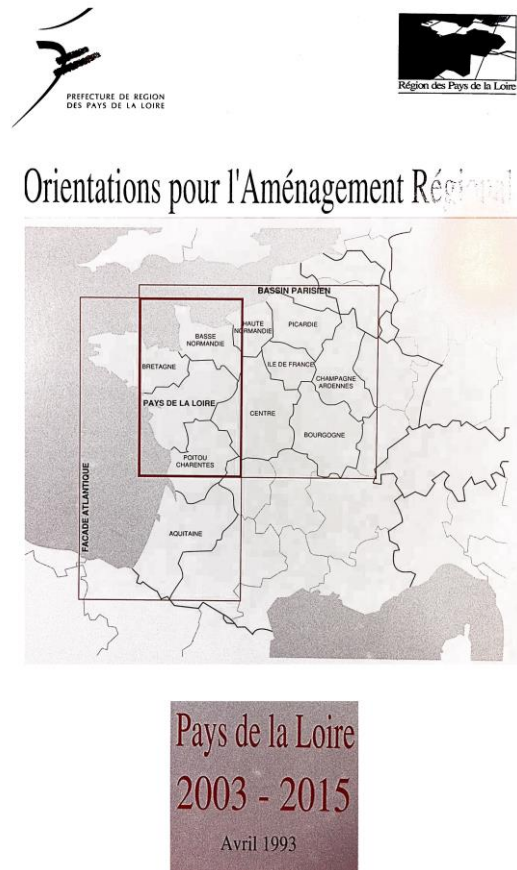 PREFECTURE DE REGION
DES PAYS DE LA LOIRE
Région des Pays de la Loire
Orientations pour l'Aménagement Régional
BASSIN PARISIEN
HAUTE
NORMANDIE
PICARDIE
BASSE
NORMANDIE
ILE DE FRANCE
BRETAGNE
CHAMPAGNE
ARDENNES
PAYS DE LA LOIRE
CENTRE
BOURGOGNE
POITOU
CHARENTES
FACADE ATLANTIQUE
AQUITAINE
Pays de la Loire
2003 - 2015
Avril 1993